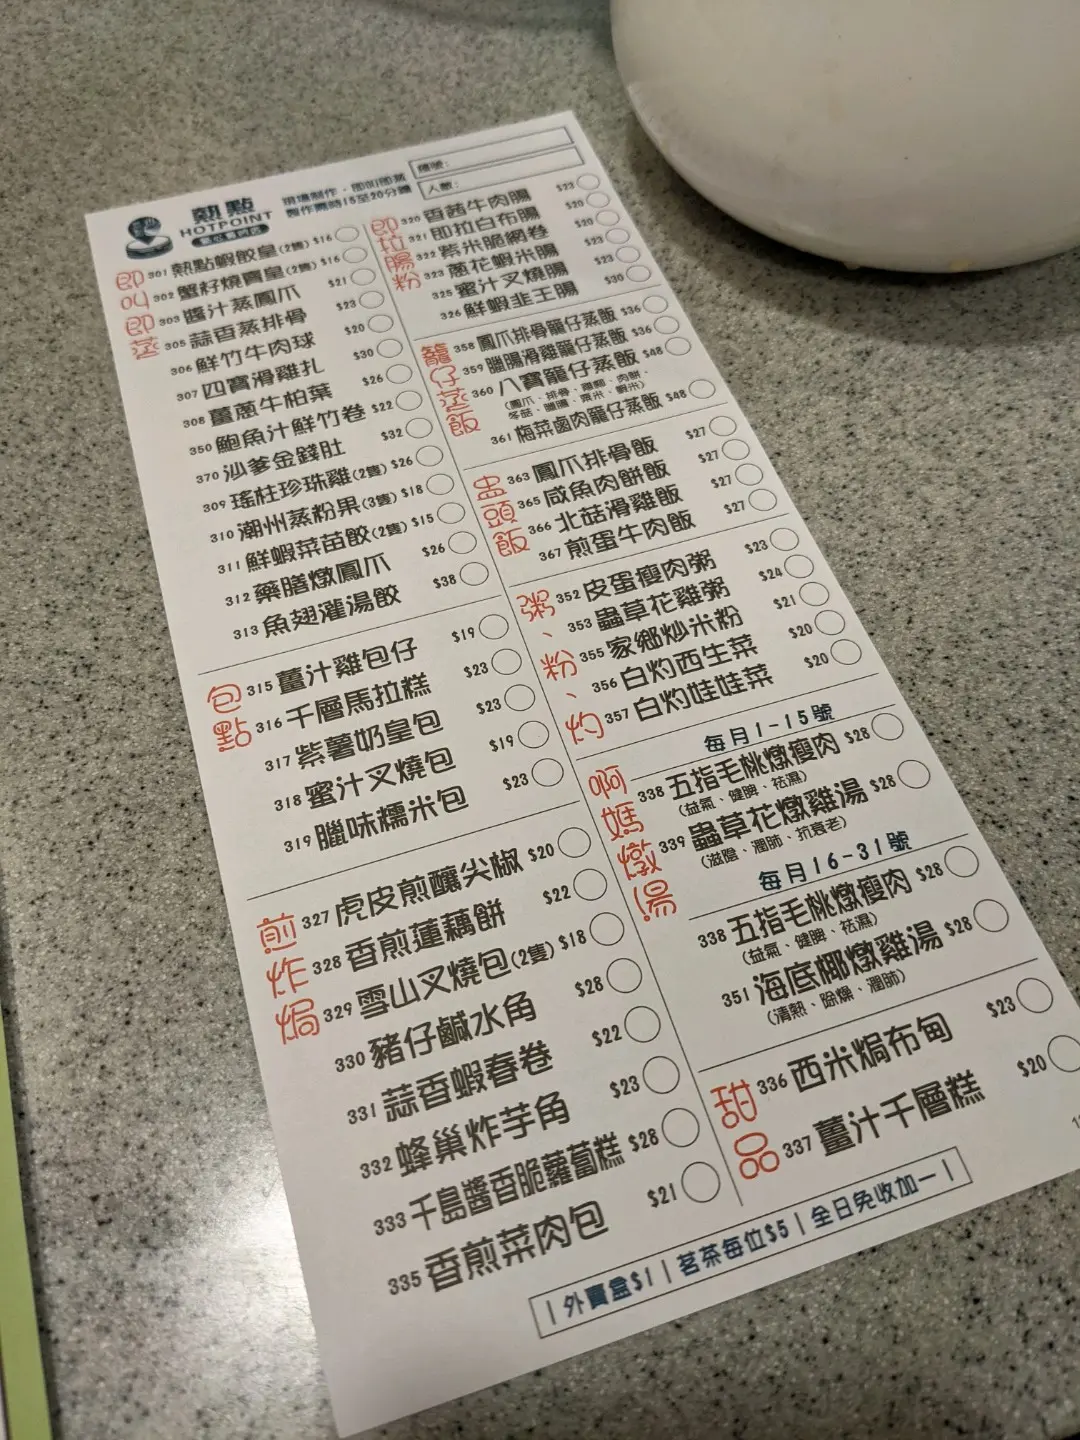 熱點
HOTPOINT
現場制作·即叫即蒸
製作需時15至20分鐘
檯號:
人數:
即叫即蒸
301 熱點蝦餃皇(2隻) $16
302 蟹籽燒賣皇(2隻) $16
303 醬汁蒸鳳爪 $21
305 蒜香蒸排骨 $23
306 鮮竹牛肉球 $20
307 四寶滑雞扎 $30
308 薑蔥牛柏葉 $26
350 鮑魚汁鮮竹卷 $22
370 沙爹金錢肚 $32
309 瑤柱珍珠雞(2隻) $26
310 潮州蒸粉果(3隻) $18
311 鮮蝦菜苗餃(2隻) $15
312 藥膳燉鳳爪 $26
313 魚翅灌湯餃 $38
包點
315 薑汁雞包仔 $19
316 千層馬拉糕 $23
317 紫薯奶皇包 $23
318 蜜汁叉燒包 $19
319 臘味糯米包 $23
煎炸焗
327 虎皮煎釀尖椒 $20
328 香煎蓮藕餅 $22
329 雪山叉燒包(2隻) $18
330 豬仔鹹水角 $28
331 蒜香蝦春卷 $22
332 蜂巢炸芋角 $23
333 千島醬香脆蘿蔔糕 $28
335 香煎菜肉包 $21
即拉腸粉
320 香茜牛肉腸 $23
321 即拉白布腸 $20
322 紫米脆網卷 $20
323 蔥花蝦米腸 $23
325 蜜汁叉燒腸 $23
326 鮮蝦韭王腸 $30
籠仔蒸飯
358 鳳爪排骨籠仔蒸飯 $36
359 臘腸滑雞籠仔蒸飯 $36
360 八寶籠仔蒸飯 $48
361 梅菜鹵肉籠仔蒸飯 $48
盅頭飯
363 鳳爪排骨飯 $27
365 咸魚肉餅飯 $27
366 北菇滑雞飯 $27
367 煎蛋牛肉飯 $27
粥、粉、灼
352 皮蛋瘦肉粥 $23
353 蟲草花雞粥 $24
355 家鄉炒米粉 $21
356 白灼西生菜 $20
357 白灼娃娃菜 $20
啊媽燉湯
每月1-15號
338 五指毛桃燉瘦肉 $28
(益氣、健脾、祛濕)
339 蟲草花燉雞湯 $28
(滋陰、潤肺、抗衰老)
每月16-31號
338 五指毛桃燉瘦肉 $28
(益氣、健脾、祛濕)
351 海底椰燉雞湯 $28
(清熱、除燥、潤肺)
甜品
336 西米焗布甸 $23
337 薑汁千層糕 $20
|外賣盒$1|茗茶每位$5|全日免收加一|